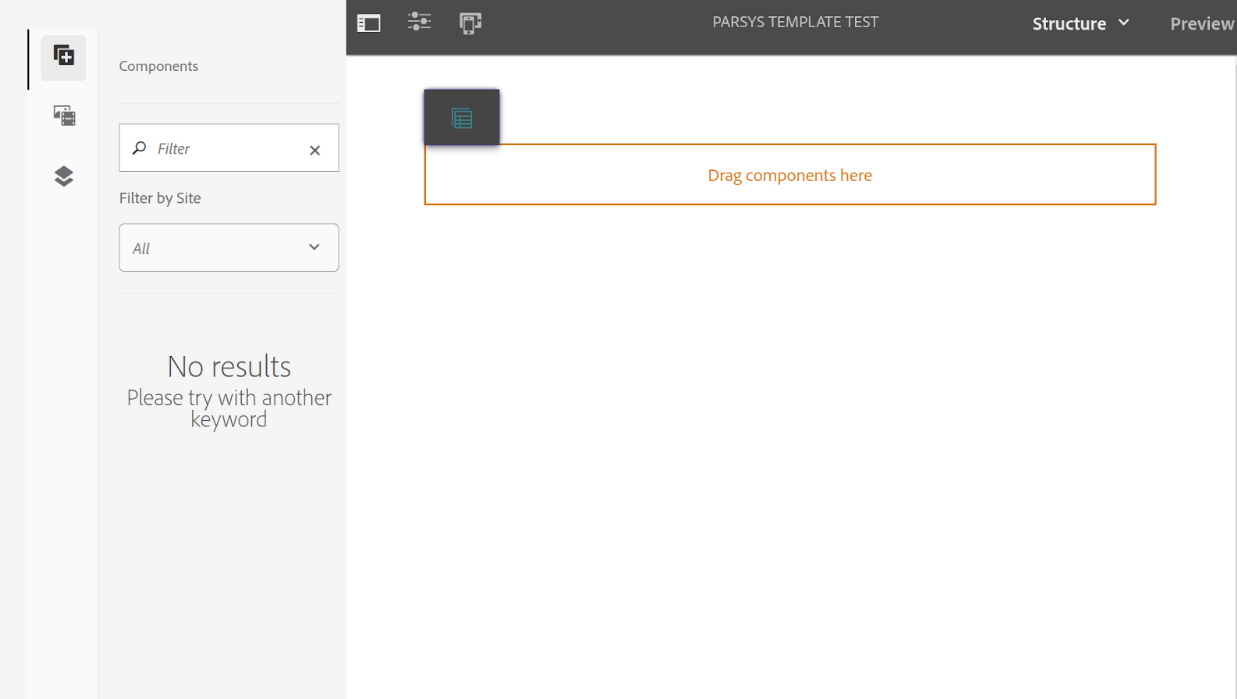 PARSYS TEMPLATE TEST
Structure
Preview
Components
Filter
Filter by Site
All
No results
Please try with another
keyword
Drag components here